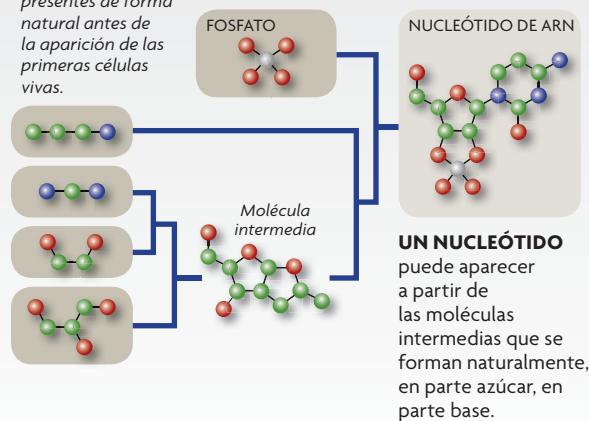 presentes de forma
natural antes de
la aparición de las
primeras células
vivas.
FOSFATO
NUCLEÓTIDO DE ARN
Molécula
intermedia
UN NUCLEÓTIDO
puede aparecer
a partir de
las moléculas
intermedias que se
forman naturalmente,
en parte azúcar, en
parte base.